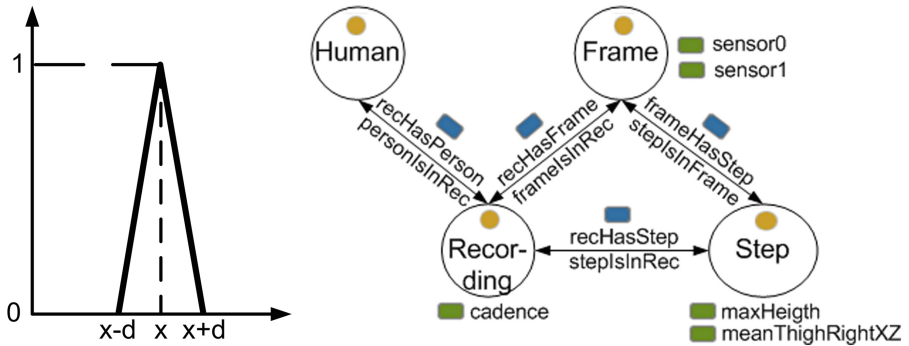 1
0
x-d x x+d
Human
Frame
sensor0
sensor1
recHasPerson
personIsInRec
recHasFrame
frameIsInRec
frameHasStep
stepIsInFrame
Recor-
ding
recHasStep
stepIsInRec
Step
cadence
maxHeigth
meanThighRightXZ